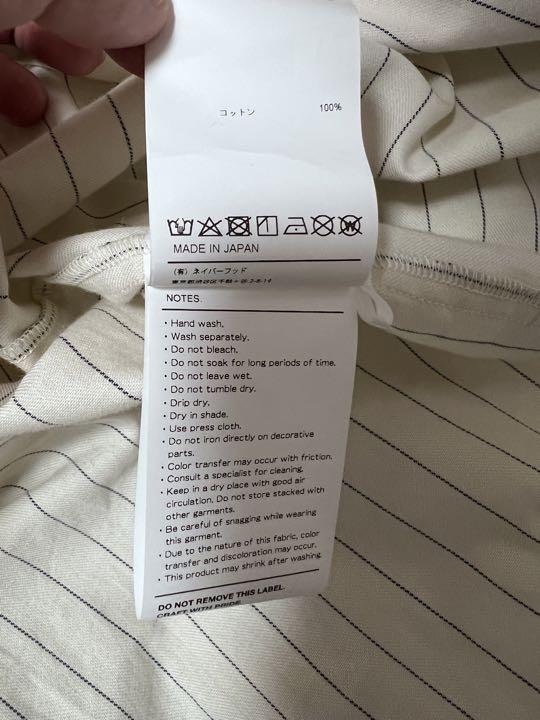 コットン 100%
MADE IN JAPAN
(有) ネイバーフッド
NOTES
・Hand wash.
・Wash separately.
・Do not bleach.
・Do not soak for long periods of time.
・Do not leave wet.
・Do not tumble dry.
・Drip dry.
・Dry in shade.
・Use press cloth.
・Do not iron directly on decorative
parts.
・Color transfer may occur with friction.
・Consult a specialist for cleaning.
・Keep in a dry place with good air
circulation. Do not store stacked with
other garments.
・Be careful of snagging while wearing
this garment.
・Due to the nature of this fabric, color
transfer and discoloration may occur.
・This product may shrink after washing.
DO NOT REMOVE THIS LABEL.
CRAFT WITH PRIDE